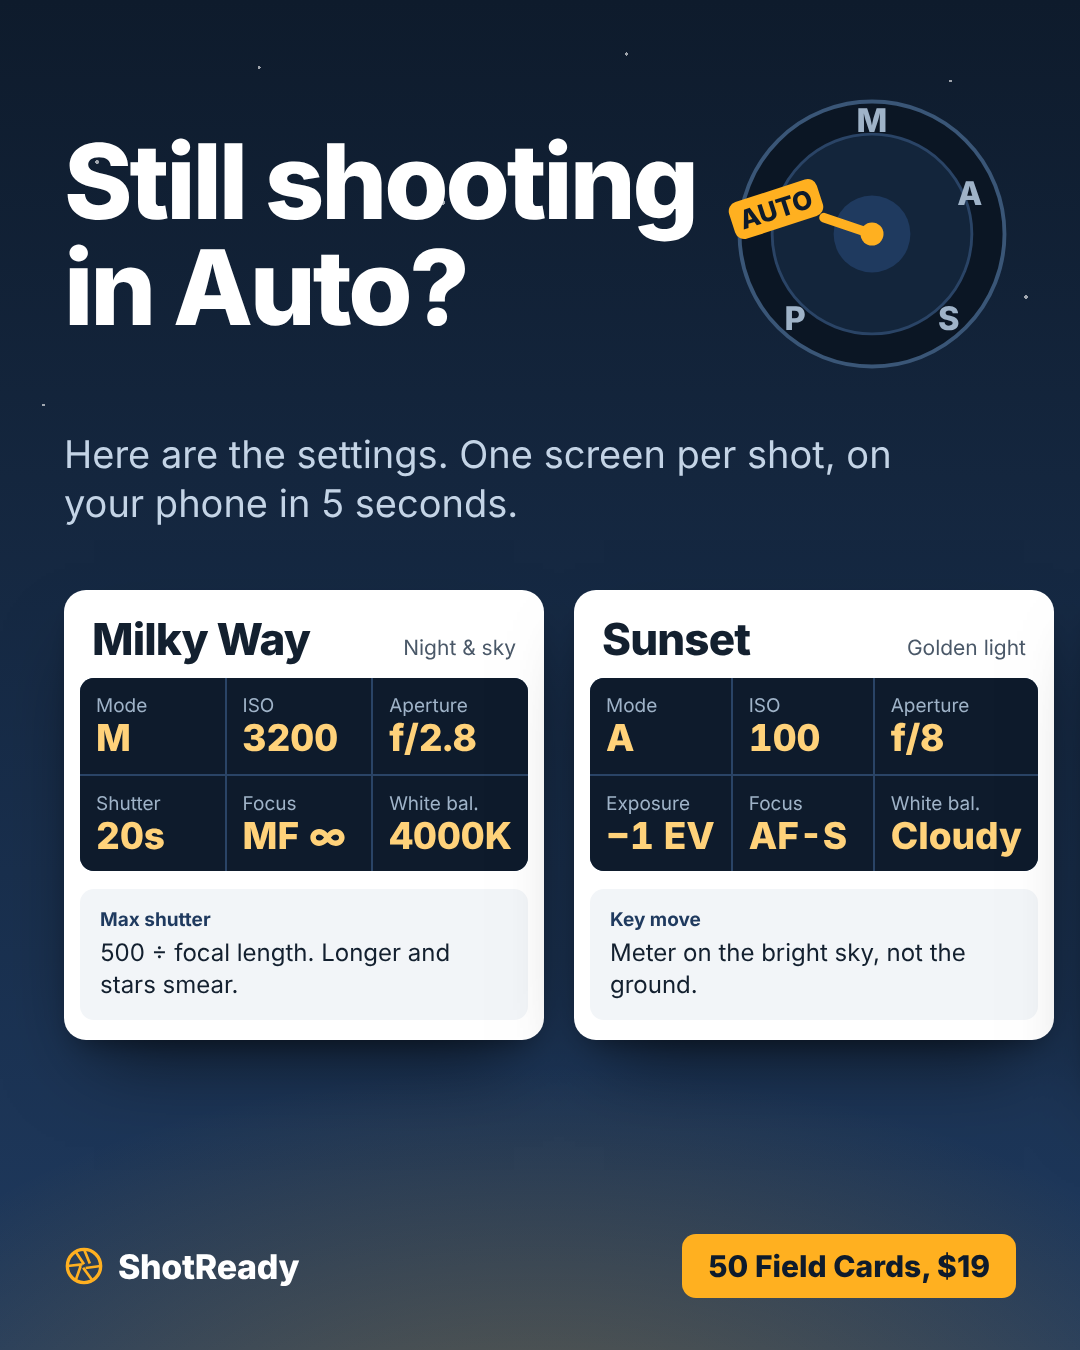 Still shooting
in Auto?
M
A
S
P
AUTO
Here are the settings. One screen per shot, on
your phone in 5 seconds.
Milky Way
Night & sky
Mode
M
ISO
3200
Aperture
f/2.8
Shutter
20s
Focus
MF ∞
White bal.
4000K
Max shutter
500 ÷ focal length. Longer and
stars smear.
Sunset
Golden light
Mode
A
ISO
100
Aperture
f/8
Exposure
−1 EV
Focus
AF-S
White bal.
Cloudy
Key move
Meter on the bright sky, not the
ground.
ShotReady
50 Field Cards, $19